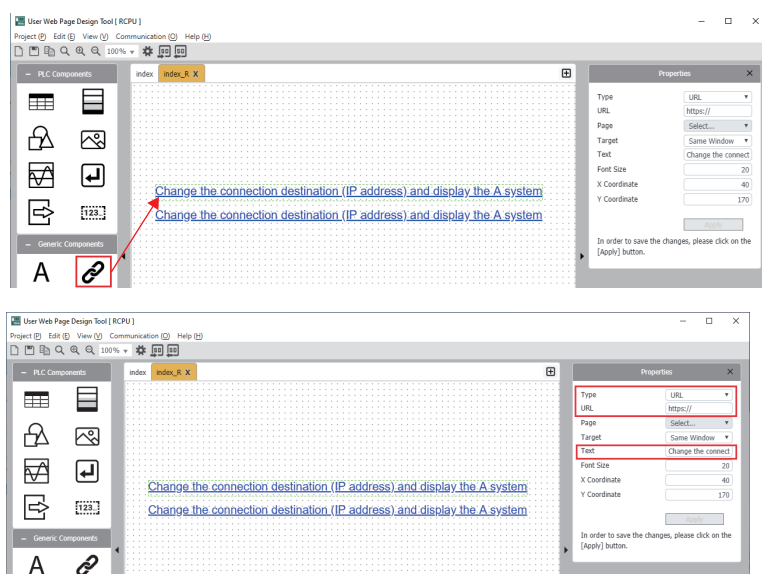 User Web Page Design Tool [ RCPU ]
Project (P) Edit (E) View (V) Communication (O) Help (H)
100%
− PLC Components
index index_R X
Properties X
Type URL
URL https://
Page Select...
Target Same Window
Text Change the connect
Font Size 20
X Coordinate 40
Y Coordinate 170
Change the connection destination (IP address) and display the A system
Change the connection destination (IP address) and display the A system
123..
Apply
In order to save the changes, please click on the
[Apply] button.
− Generic Components
A
User Web Page Design Tool [ RCPU ]
Project (P) Edit (E) View (V) Communication (O) Help (H)
100%
− PLC Components
index index_R X
Properties X
Type URL
URL https://
Page Select...
Target Same Window
Text Change the connect
Font Size 20
X Coordinate 40
Y Coordinate 170
Change the connection destination (IP address) and display the A system
Change the connection destination (IP address) and display the A system
123..
Apply
In order to save the changes, please click on the
[Apply] button.
− Generic Components
A